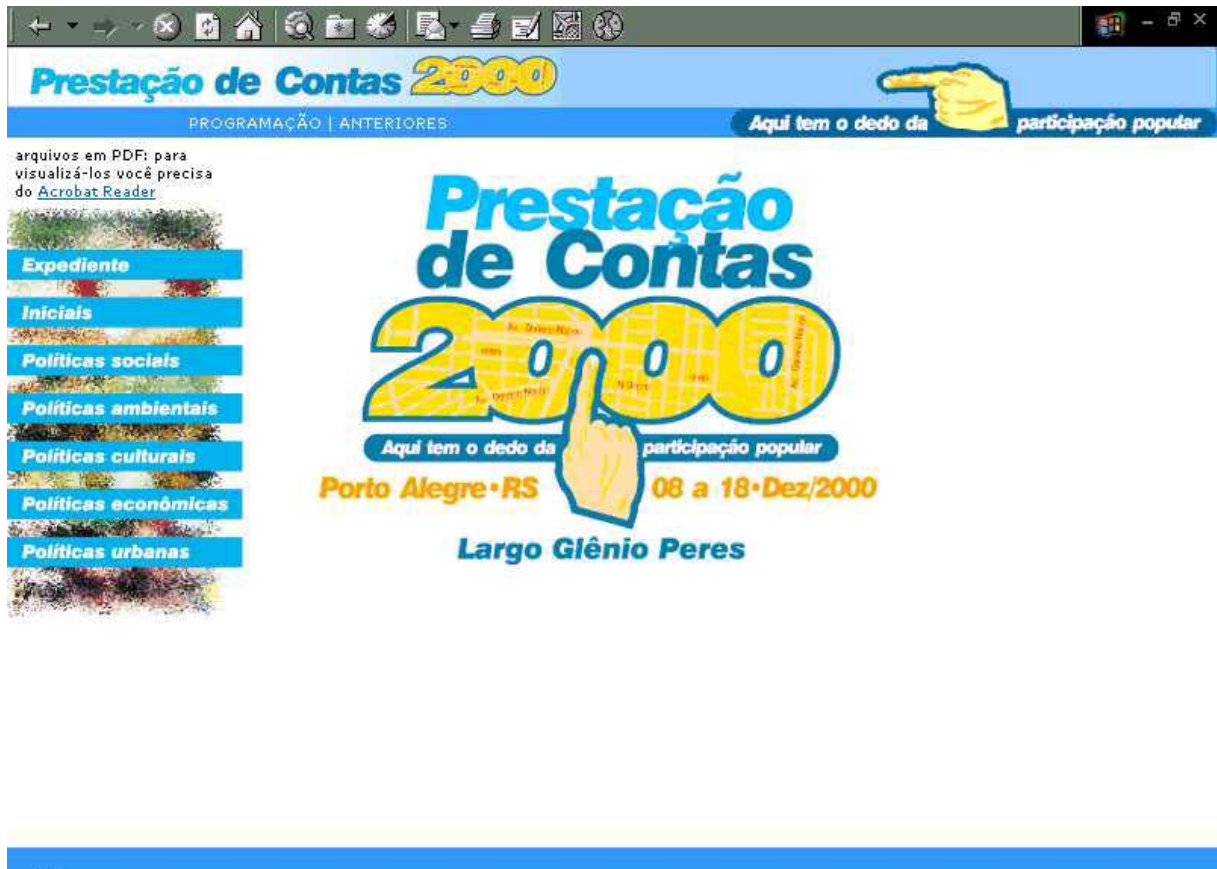 Prestação de Contas 2000
PROGRAMAÇÃO | ANTERIORES
Aqui tem o dedo da participação popular
arquivos em PDF: para
visualizá-los você precisa
do Acrobat Reader
Expediente
Iniciais
Políticas sociais
Políticas ambientais
Políticas culturais
Políticas econômicas
Políticas urbanas
Prestação
de Contas
2000
Aqui tem o dedo da participação popular
Porto Alegre•RS 08 a 18•Dez/2000
Largo Glênio Peres